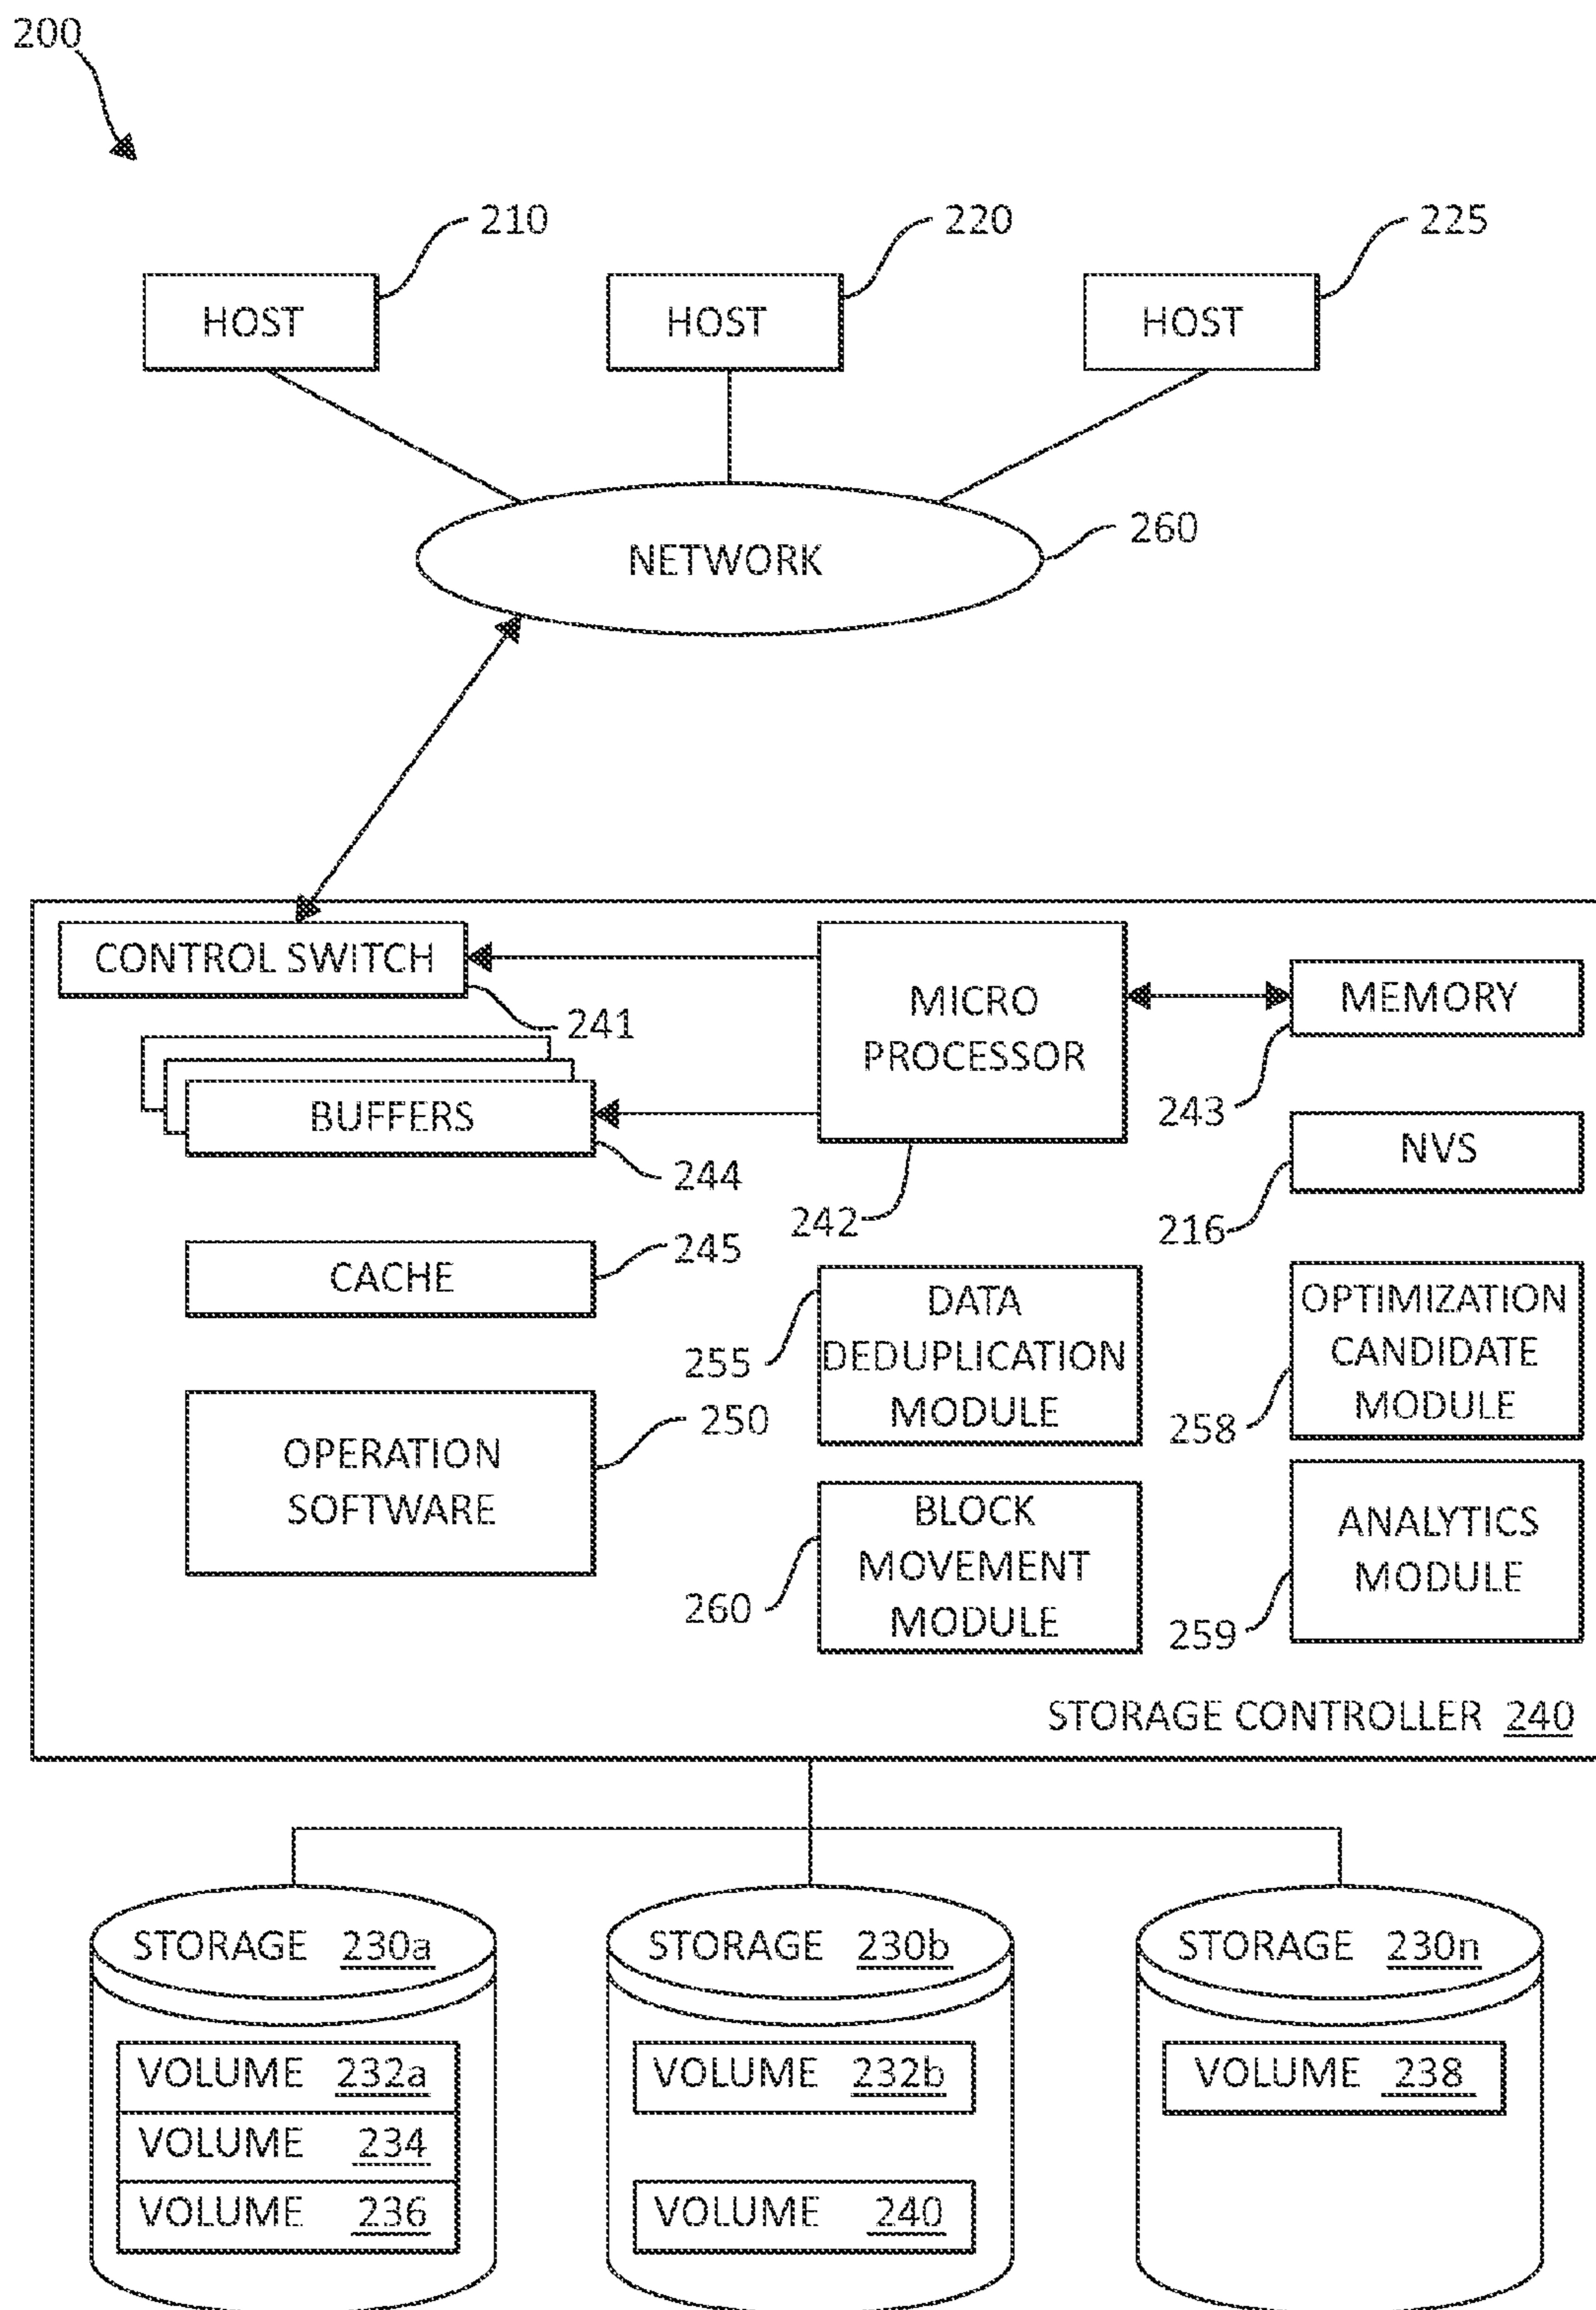 200
210
220
225
HOST
HOST
HOST
260
NETWORK
CONTROL SWITCH
241
MICRO
PROCESSOR
242
MEMORY
243
BUFFERS
244
NVS
216
CACHE
245
DATA
DEDUPLICATION
MODULE
255
OPTIMIZATION
CANDIDATE
MODULE
258
OPERATION
SOFTWARE
250
BLOCK
MOVEMENT
MODULE
260
ANALYTICS
MODULE
259
STORAGE CONTROLLER 240
STORAGE 230a
VOLUME 232a
VOLUME 234
VOLUME 236
STORAGE 230b
VOLUME 232b
VOLUME 240
STORAGE 230n
VOLUME 238